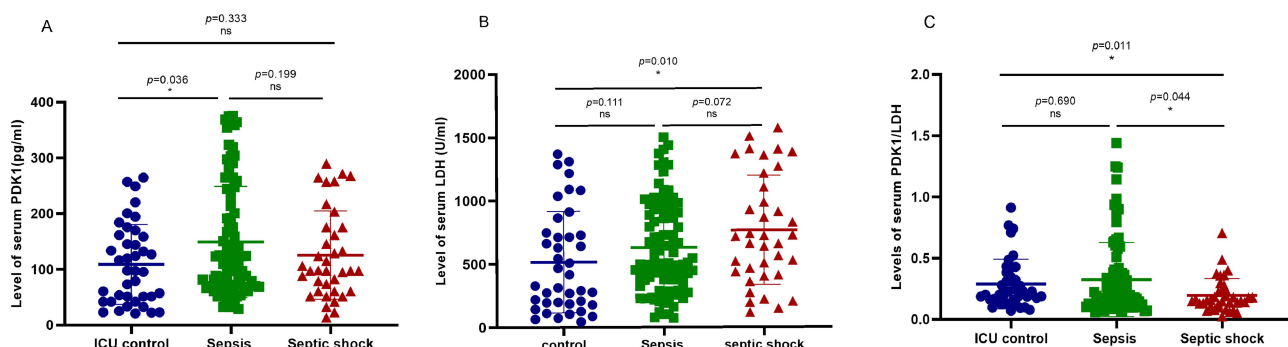 A
p=0.333
ns
p=0.036
*
p=0.199
ns
Level of serum PDK1(pg/ml)
400
300
200
100
0
ICU control
Sepsis
Septic shock
B
p=0.010
*
p=0.111
ns
p=0.072
ns
Level of serum LDH (U/ml)
2000
1500
1000
500
0
control
Sepsis
septic shock
C
p=0.011
*
p=0.690
ns
p=0.044
*
Levels of serum PDK1/LDH
2.0
1.5
1.0
0.5
0.0
ICU control
Sepsis
Septic shock